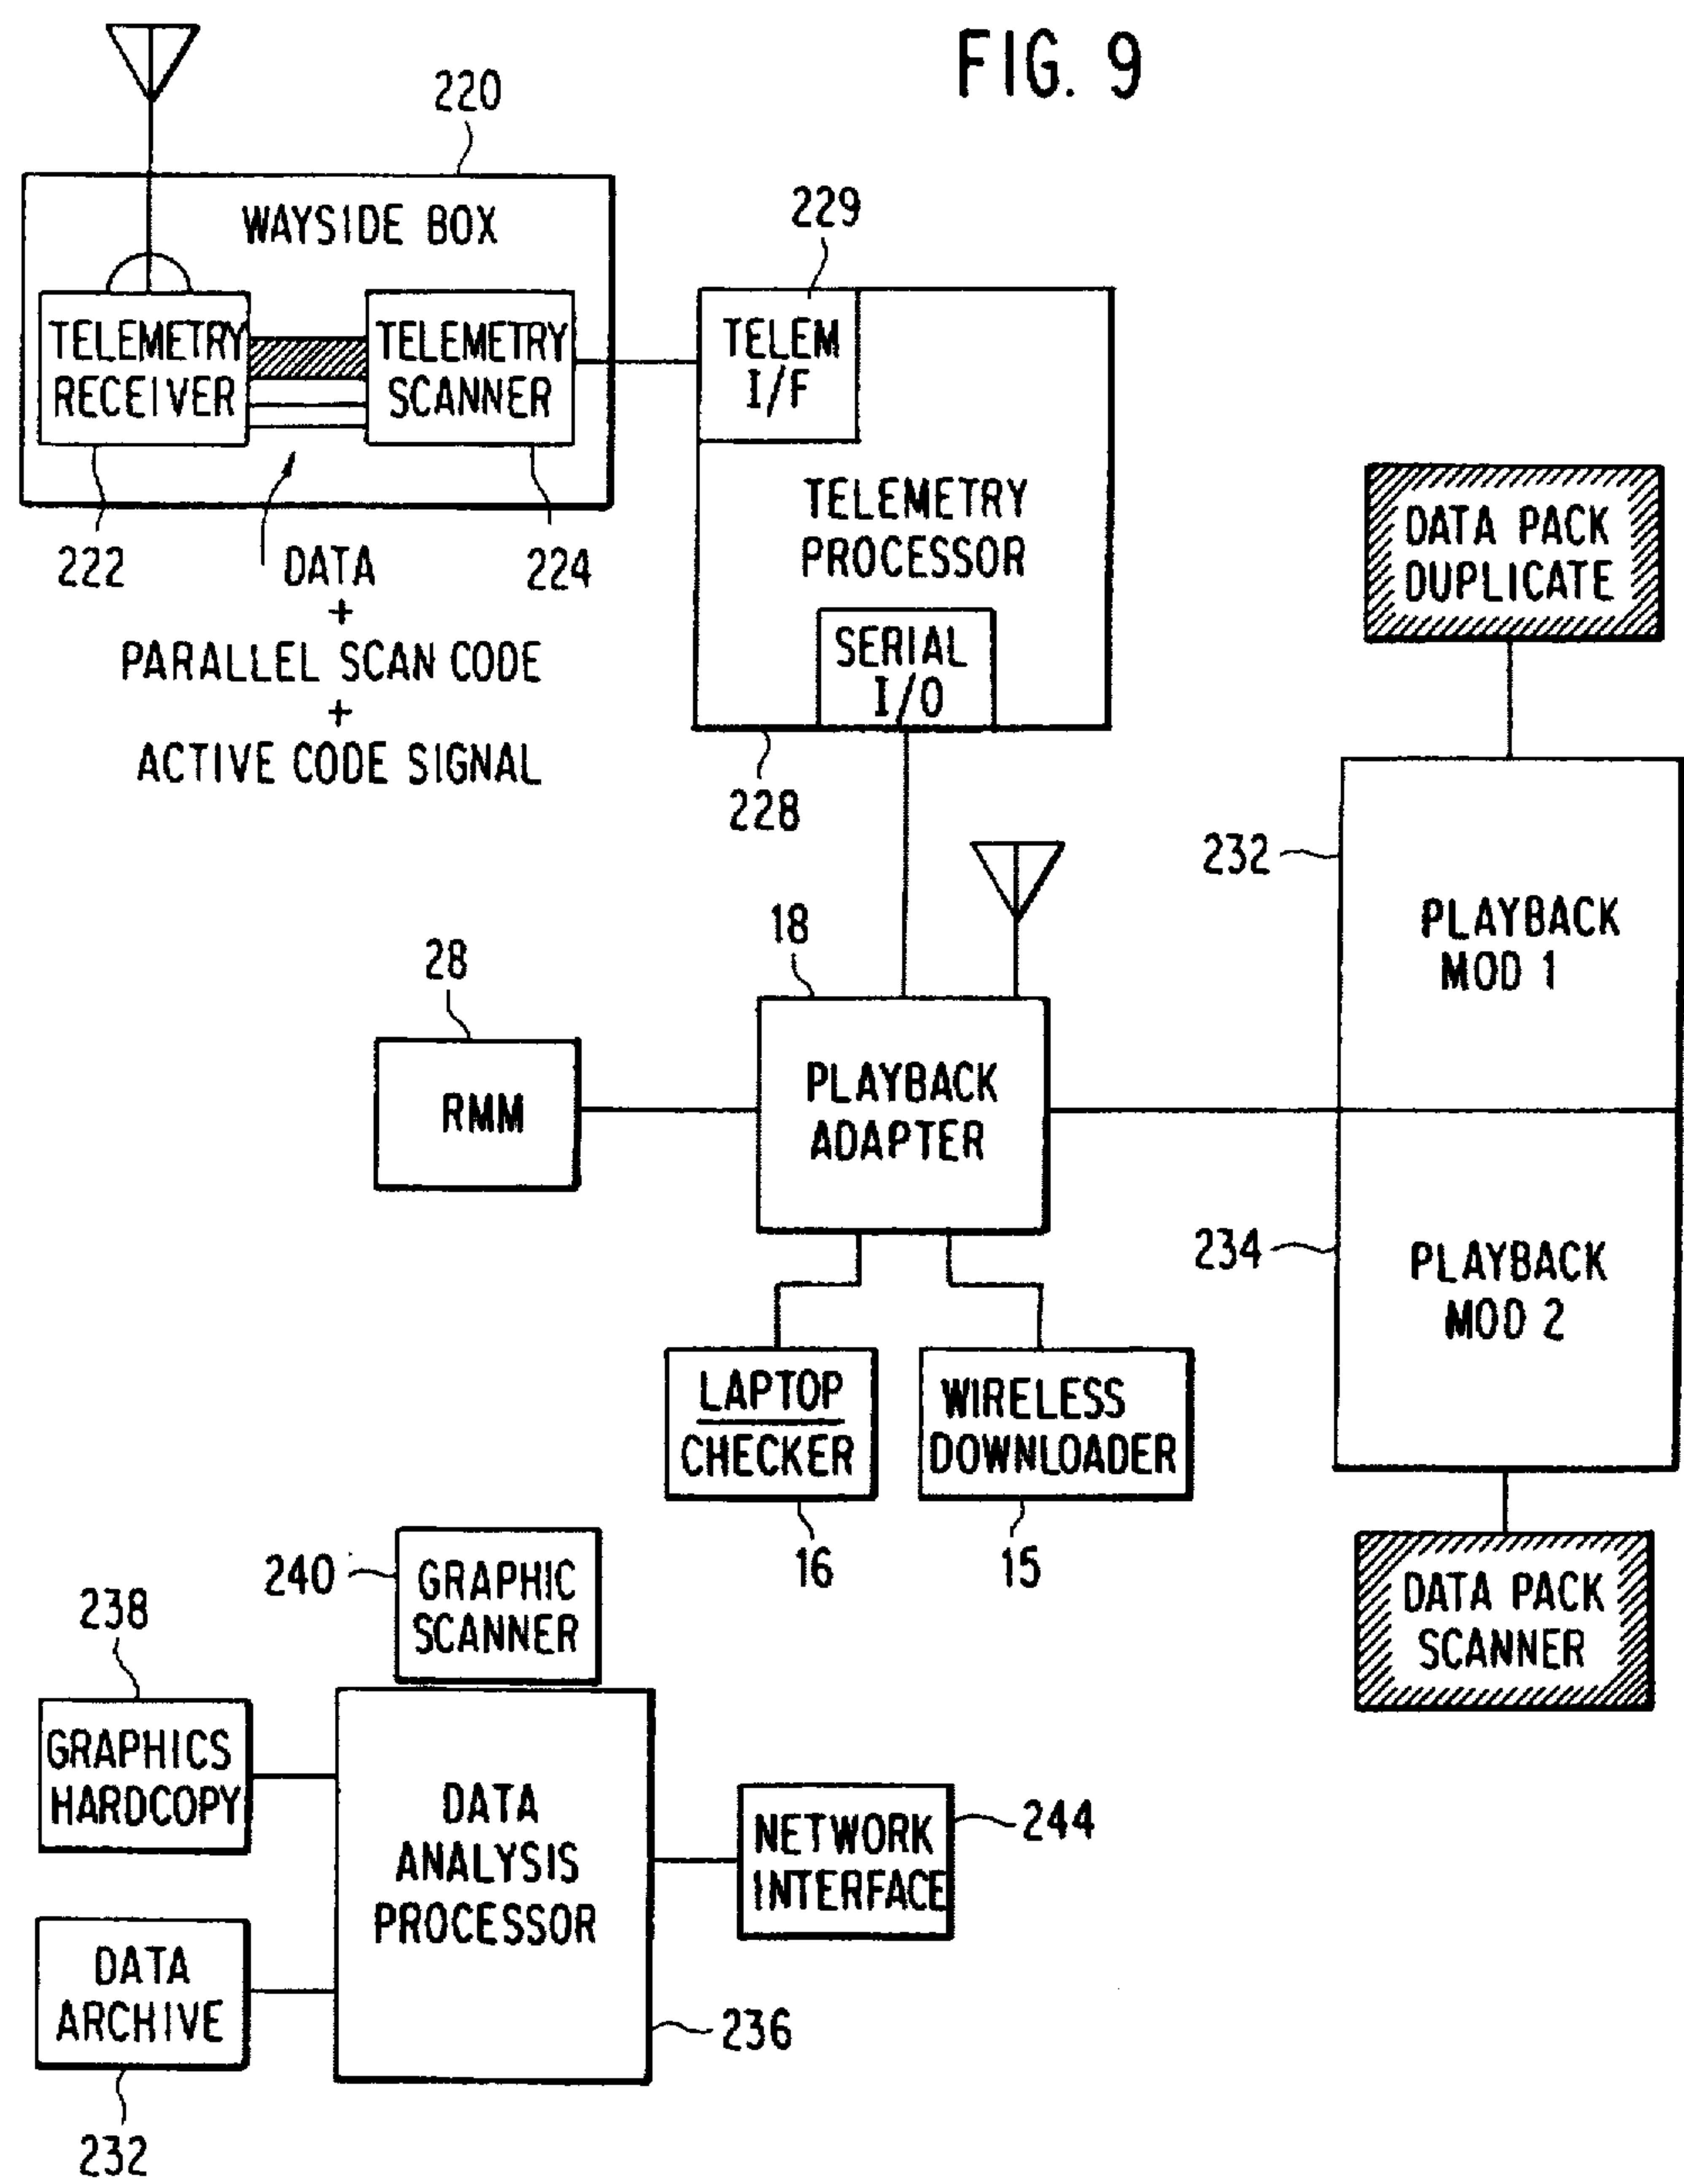 FIG. 9
220
WAYSIDE BOX
TELEMETRY
RECEIVER
TELEMETRY
SCANNER
222
224
DATA
+
PARALLEL SCAN CODE
+
ACTIVE CODE SIGNAL
229
TELEM
I/F
TELEMETRY
PROCESSOR
SERIAL
I/O
228
DATA PACK
DUPLICATE
232
PLAYBACK
MOD 1
234
PLAYBACK
MOD 2
DATA PACK
SCANNER
18
PLAYBACK
ADAPTER
28
RMM
LAPTOP
CHECKER
16
WIRELESS
DOWNLOADER
15
240
GRAPHIC
SCANNER
238
GRAPHICS
HARDCOPY
DATA
ANALYSIS
PROCESSOR
236
NETWORK
INTERFACE
244
DATA
ARCHIVE
232